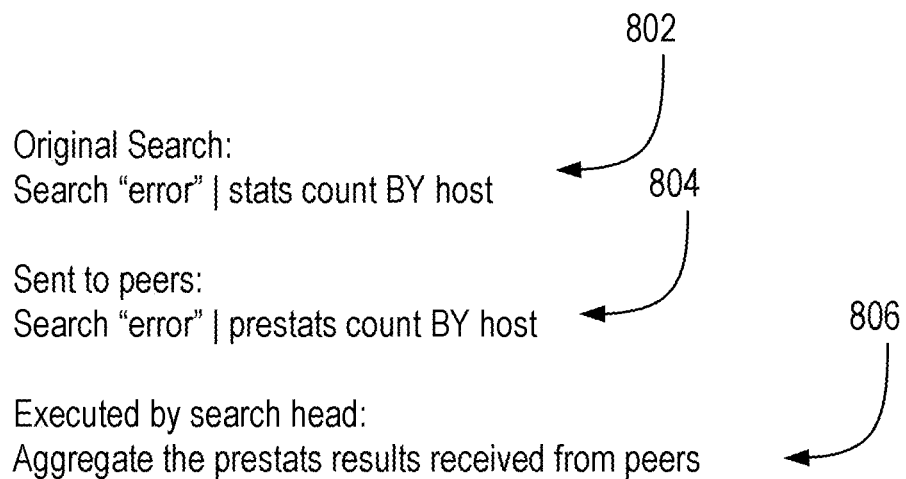 802
Original Search:
Search “error” | stats count BY host
804
Sent to peers:
Search “error” | prestats count BY host
806
Executed by search head:
Aggregate the prestats results received from peers